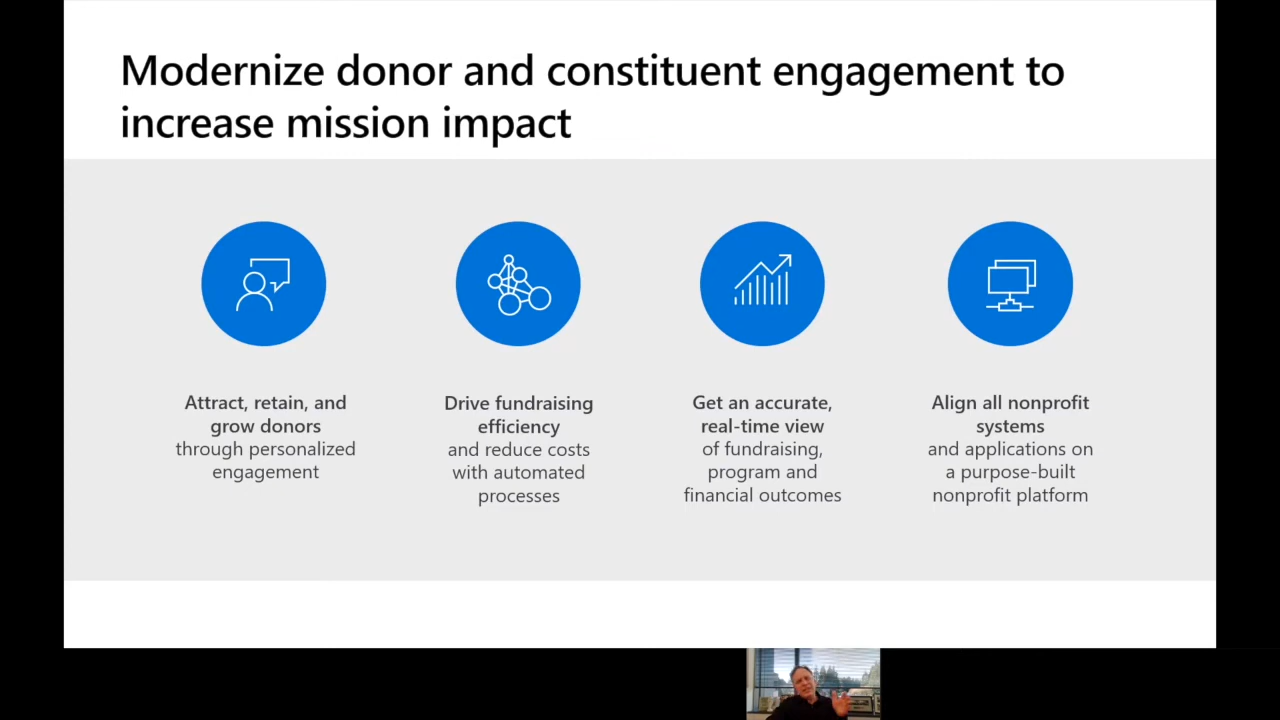 Modernize donor and constituent engagement to
increase mission impact
Attract, retain, and
grow donors
through personalized
engagement
Drive fundraising
efficiency
and reduce costs
with automated
processes
Get an accurate,
real-time view
of fundraising,
program and
financial outcomes
Align all nonprofit
systems
and applications on
a purpose-built
nonprofit platform